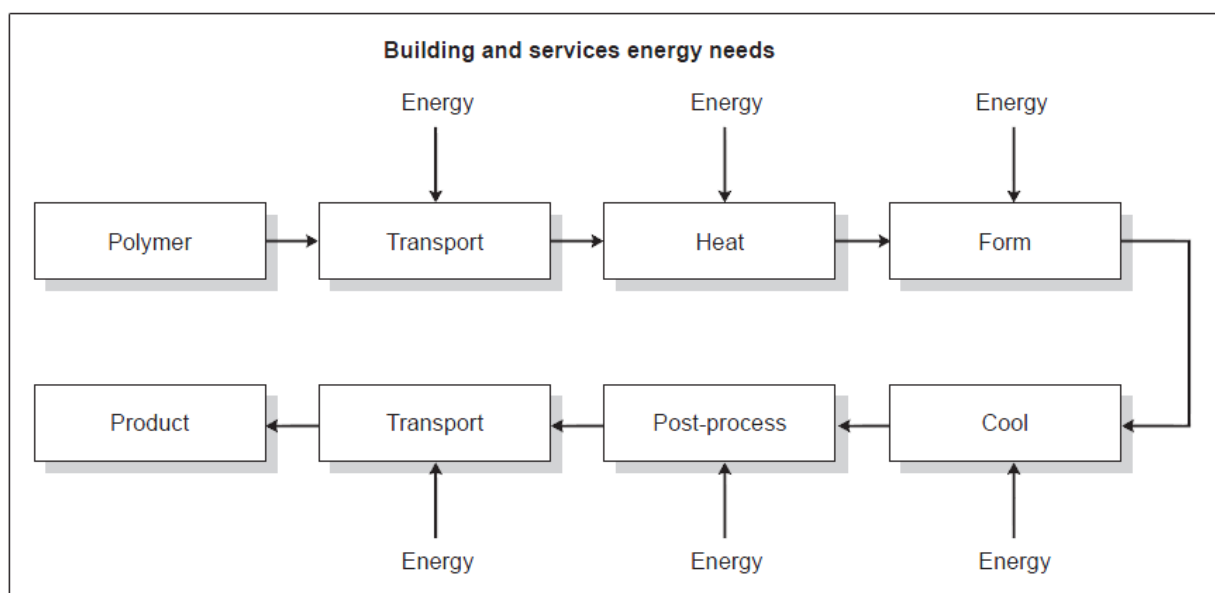 Building and services energy needs
Energy Energy Energy
Polymer Transport Heat Form
Product Transport Post-process Cool
Energy Energy Energy